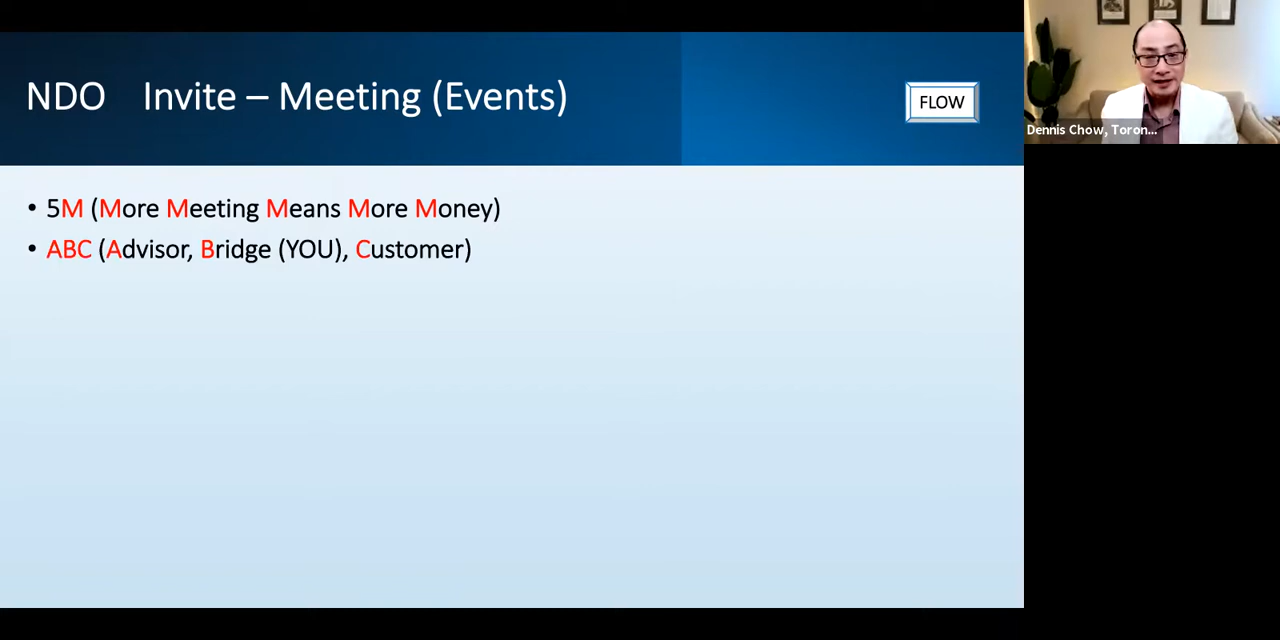 NDO Invite – Meeting (Events)
FLOW
• 5M (More Meeting Means More Money)
• ABC (Advisor, Bridge (YOU), Customer)
Dennis Chow, Toron...